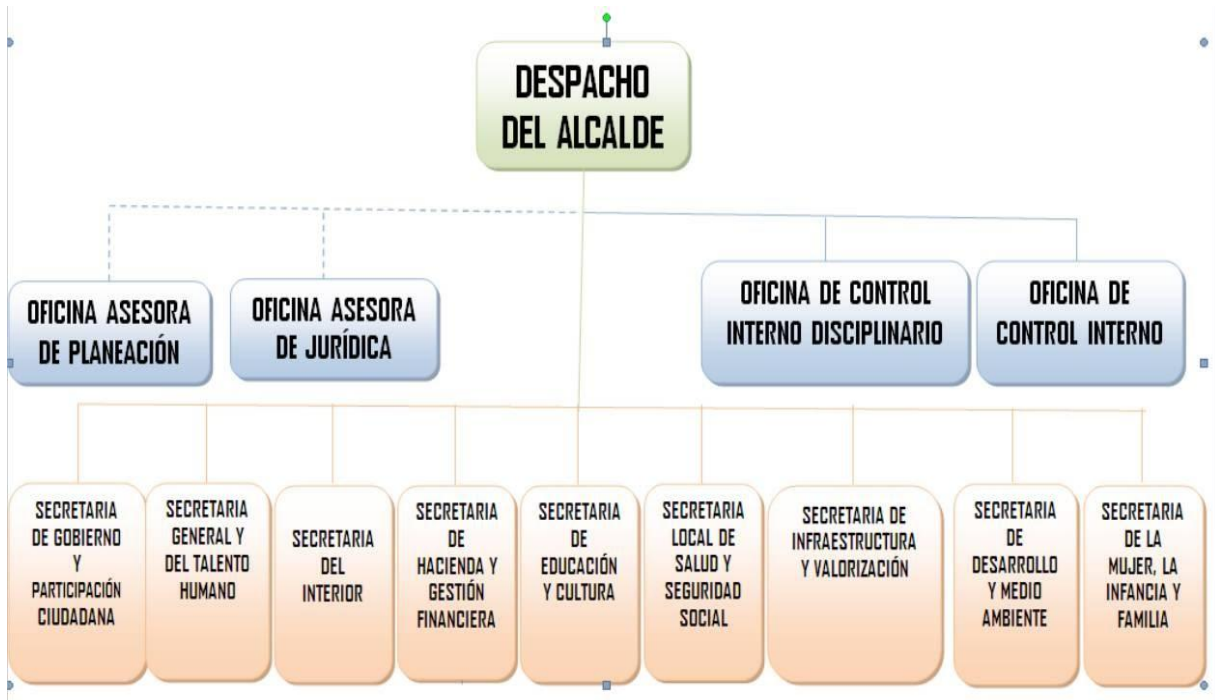 DESPACHO
DEL ALCALDE
OFICINA ASESORA
DE PLANEACIÓN
OFICINA ASESORA
DE JURÍDICA
OFICINA DE CONTROL
INTERNO DISCIPLINARIO
OFICINA DE
CONTROL INTERNO
SECRETARIA
DE GOBIERNO
Y
PARTICIPACIÓN
CIUDADANA
SECRETARIA
GENERAL Y
DEL TALENTO
HUMANO
SECRETARIA
DEL
INTERIOR
SECRETARIA
DE
HACIENDA Y
GESTIÓN
FINANCIERA
SECRETARIA
DE
EDUCACIÓN
Y CULTURA
SECRETARIA
LOCAL DE
SALUD Y
SEGURIDAD
SOCIAL
SECRETARIA DE
INFRAESTRUCTURA
Y VALORIZACIÓN
SECRETARIA
DE
DESARROLLO
Y MEDIO
AMBIENTE
SECRETARIA
DE LA
MUJER, LA
INFANCIA Y
FAMILIA